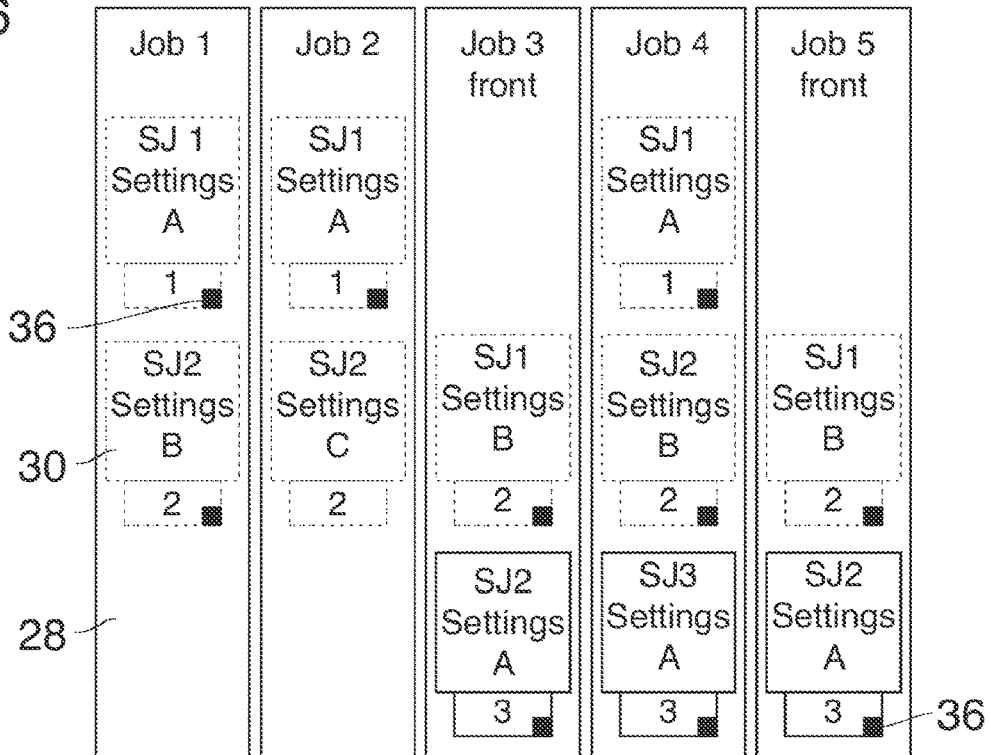 6
Job 1
SJ 1
Settings
A
1
36
SJ2
Settings
B
30
2
28
Job 2
SJ1
Settings
A
1
SJ2
Settings
C
2
Job 3
front
SJ1
Settings
B
2
SJ2
Settings
A
3
Job 4
SJ1
Settings
A
1
SJ2
Settings
B
2
SJ3
Settings
A
3
Job 5
front
SJ1
Settings
B
2
SJ2
Settings
A
3
36